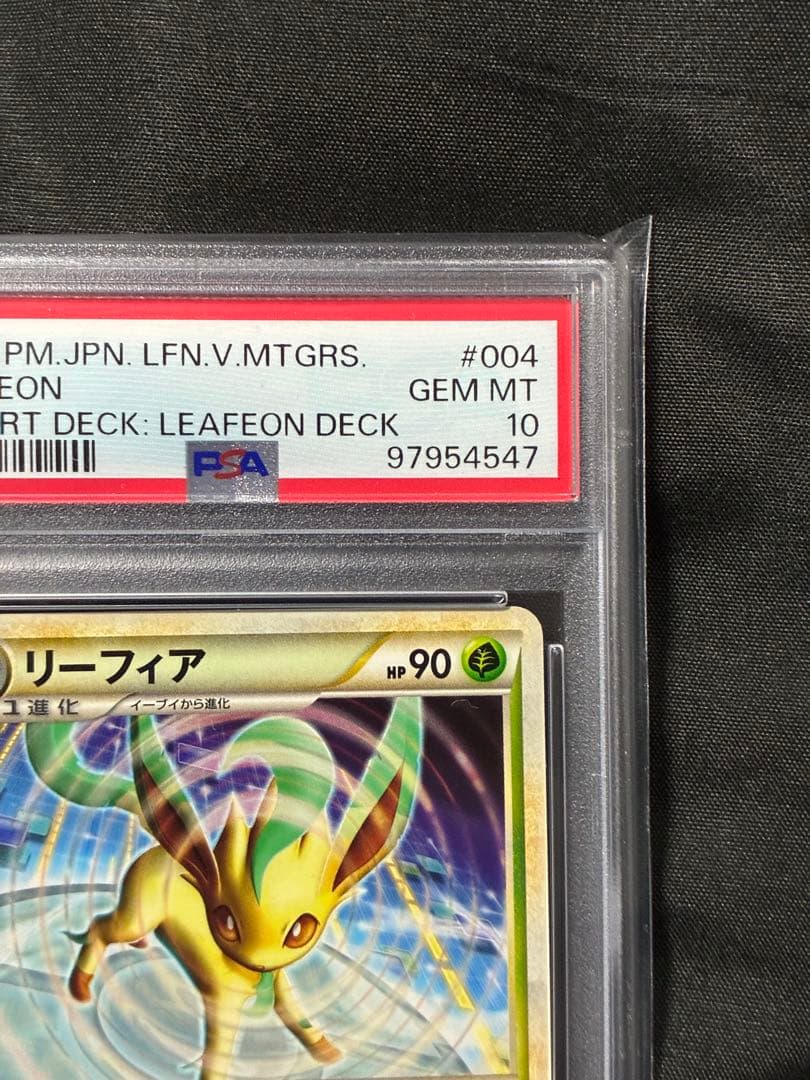 PM.JPN. LFN.V.MTGRS. #004
EON GEM MT
RT DECK: LEAFEON DECK 10
PSA 97954547
リーフィア HP90
1進化 イーブイから進化